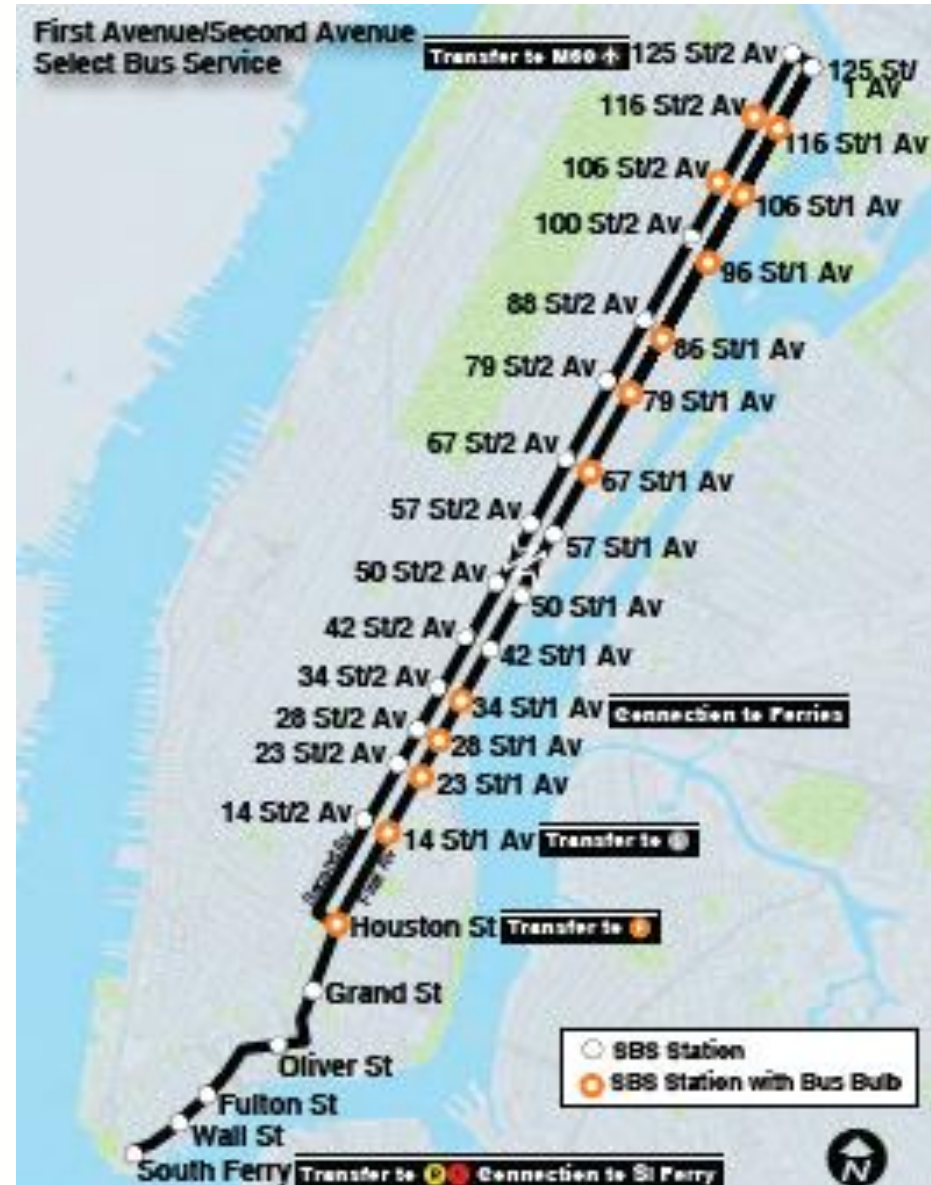 First Avenue/Second Avenue
Select Bus Service
Transfer to M60
125 St/2 Av
125 St/
1 Av
116 St/2 Av
116 St/1 Av
106 St/2 Av
106 St/1 Av
100 St/2 Av
96 St/1 Av
88 St/2 Av
86 St/1 Av
79 St/2 Av
79 St/1 Av
67 St/2 Av
67 St/1 Av
57 St/2 Av
57 St/1 Av
50 St/2 Av
50 St/1 Av
42 St/2 Av
42 St/1 Av
34 St/2 Av
34 St/1 Av
Connection to Ferries
28 St/2 Av
28 St/1 Av
23 St/2 Av
23 St/1 Av
14 St/2 Av
14 St/1 Av
Transfer to
Second Av
First Av
Houston St
Transfer to F
Grand St
Oliver St
SBS Station
SBS Station with Bus Bulb
Fulton St
Wall St
South Ferry
Transfer to R 1 Connection to SI Ferry
N